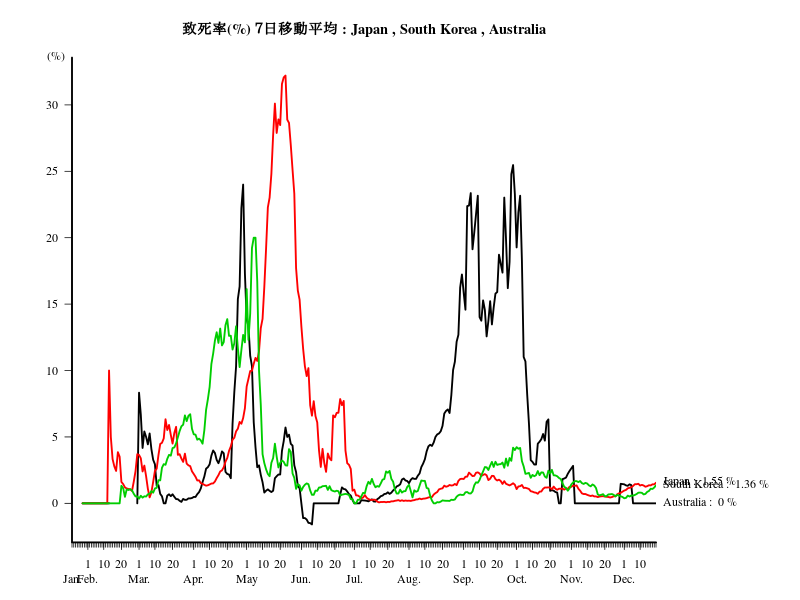 致死率(%) 7日移動平均 : Japan , South Korea , Australia
(%)
30
25
20
15
10
5
0
Japan : 1.55 %
South Korea : 1.36 %
Australia : 0 %
1 10 20 1 10 20 1 10 20 1 10 20 1 10 20 1 10 20 1 10 20 1 10 20 1 10 20 1 10 20 1 10
Jan. Feb. Mar. Apr. May Jun. Jul. Aug. Sep. Oct. Nov. Dec.